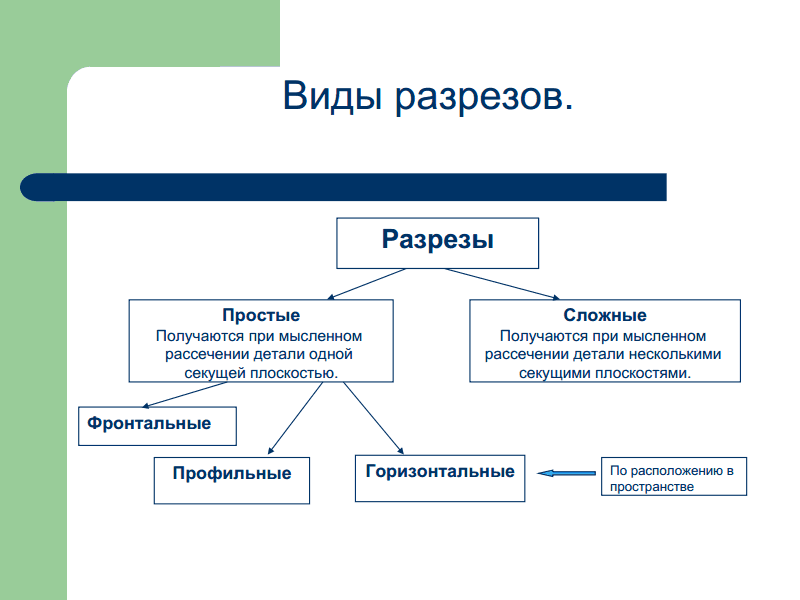 Виды разрезов.
Разрезы
Простые
Получаются при мысленном
рассечении детали одной
секущей плоскостью.
Сложные
Получаются при мысленном
рассечении детали несколькими
секущими плоскостями.
Фронтальные
Профильные
Горизонтальные
По расположению в
пространстве